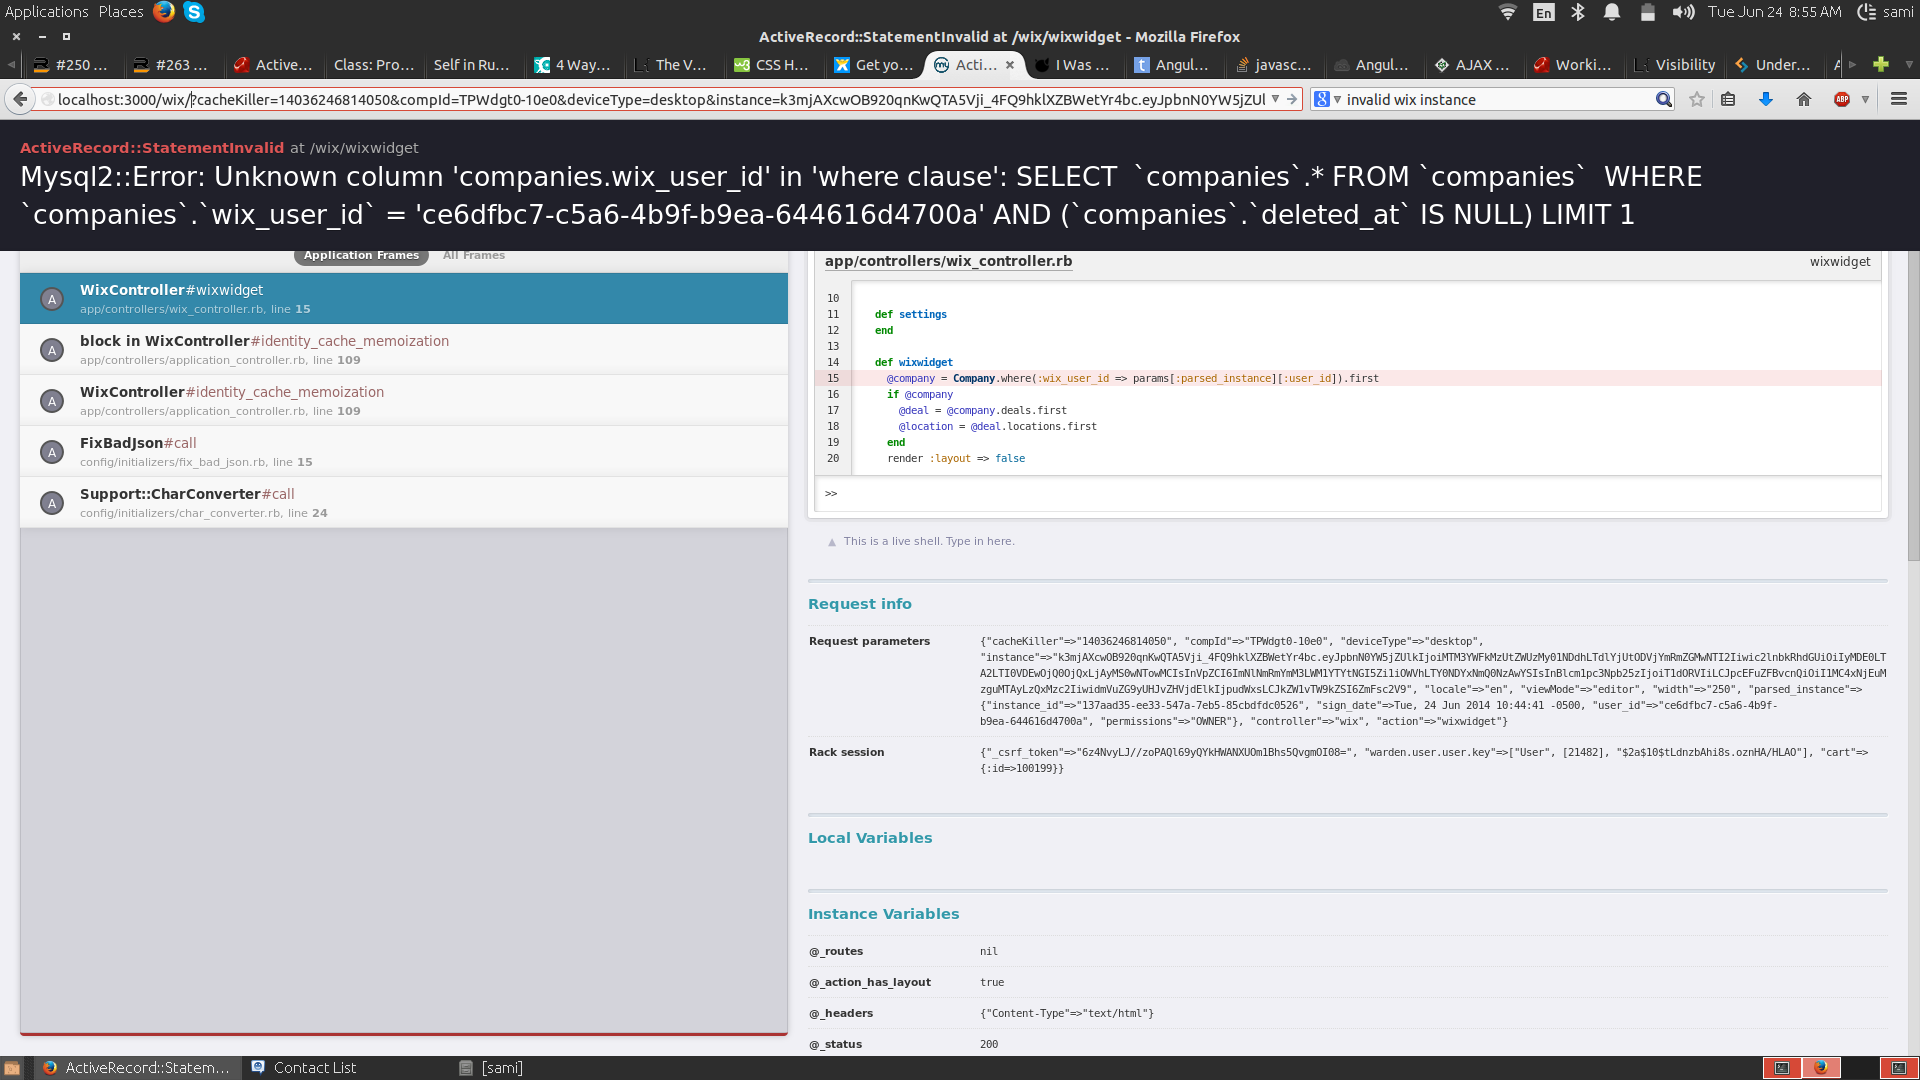 Applications Places En Tue Jun 24 8:55 AM sami
ActiveRecord::StatementInvalid at /wix/wixwidget - Mozilla Firefox
#250 ... #263 ... Active... Class: Pro... Self in Ru... 4 Way... The V... CSS H... Get yo... Acti... I Was ... Angul... javasc... Angul... AJAX ... Worki... Visibility Under...
localhost:3000/wix/?cacheKiller=14036246814050&compId=TPWdgt0-10e0&deviceType=desktop&instance=k3mjAXcwOB920qnKwQTA5Vji_4FQ9hklXZBWetYr4bc.eyJpbnN0YW5jZUl invalid wix instance ABP
ActiveRecord::StatementInvalid at /wix/wixwidget
Mysql2::Error: Unknown column 'companies.wix_user_id' in 'where clause': SELECT `companies`.* FROM `companies` WHERE
`companies`.`wix_user_id` = 'ce6dfbc7-c5a6-4b9f-b9ea-644616d4700a' AND (`companies`.`deleted_at` IS NULL) LIMIT 1
Application Frames All Frames
A WixController#wixwidget
app/controllers/wix_controller.rb, line 15
A block in WixController#identity_cache_memoization
app/controllers/application_controller.rb, line 109
A WixController#identity_cache_memoization
app/controllers/application_controller.rb, line 109
A FixBadJson#call
config/initializers/fix_bad_json.rb, line 15
A Support::CharConverter#call
config/initializers/char_converter.rb, line 24
app/controllers/wix_controller.rb wixwidget
10
11 def settings
12 end
13
14 def wixwidget
15 @company = Company.where(:wix_user_id => params[:parsed_instance][:user_id]).first
16 if @company
17 @deal = @company.deals.first
18 @location = @deal.locations.first
19 end
20 render :layout => false
>>
This is a live shell. Type in here.
Request info
Request parameters {"cacheKiller"=>"14036246814050", "compId"=>"TPWdgt0-10e0", "deviceType"=>"desktop",
"instance"=>"k3mjAXcwOB920qnKwQTA5Vji_4FQ9hklXZBWetYr4bc.eyJpbnN0YW5jZUlkIjoiMTM3YWFkMzUtZWUzMy01NDdhLTdlYjUtODVjYmRmZGMwNTI2Iiwic2lnbkRhdGUiOiIyMDE0LT
A2LTI0VDEwOjQ0OjQxLjAyMS0wNTowMCIsInVpZCI6ImNlNmRmYmM3LWM1YTYtNGI5Zi1iOWVhLTY0NDYxNmQ0NzAwYSIsInBlcm1pc3Npb25zIjoiT1dORVIiLCJpcEFuZFBvcnQiOiI1MC4xNjEuM
zguMTAyLzQxMzc2IiwidmVuZG9yUHJvZHVjdElkIjpudWxsLCJkZW1vTW9kZSI6ZmFsc2V9", "locale"=>"en", "viewMode"=>"editor", "width"=>"250", "parsed_instance"=>
{"instance_id"=>"137aad35-ee33-547a-7eb5-85cbdfdc0526", "sign_date"=>Tue, 24 Jun 2014 10:44:41 -0500, "user_id"=>"ce6dfbc7-c5a6-4b9f-
b9ea-644616d4700a", "permissions"=>"OWNER"}, "controller"=>"wix", "action"=>"wixwidget"}
Rack session {"_csrf_token"=>"6z4NvyLJ//zoPAQl69yQYkHWANXUOm1Bhs5QvgmOI08=", "warden.user.user.key"=>["User", [21482], "$2a$10$tLdnzbAhi8s.oznHA/HLAO"], "cart"=>
{:id=>100199}}
Local Variables
Instance Variables
@_routes nil
@_action_has_layout true
@_headers {"Content-Type"=>"text/html"}
@_status 200
ActiveRecord::Statem... Contact List [sami]